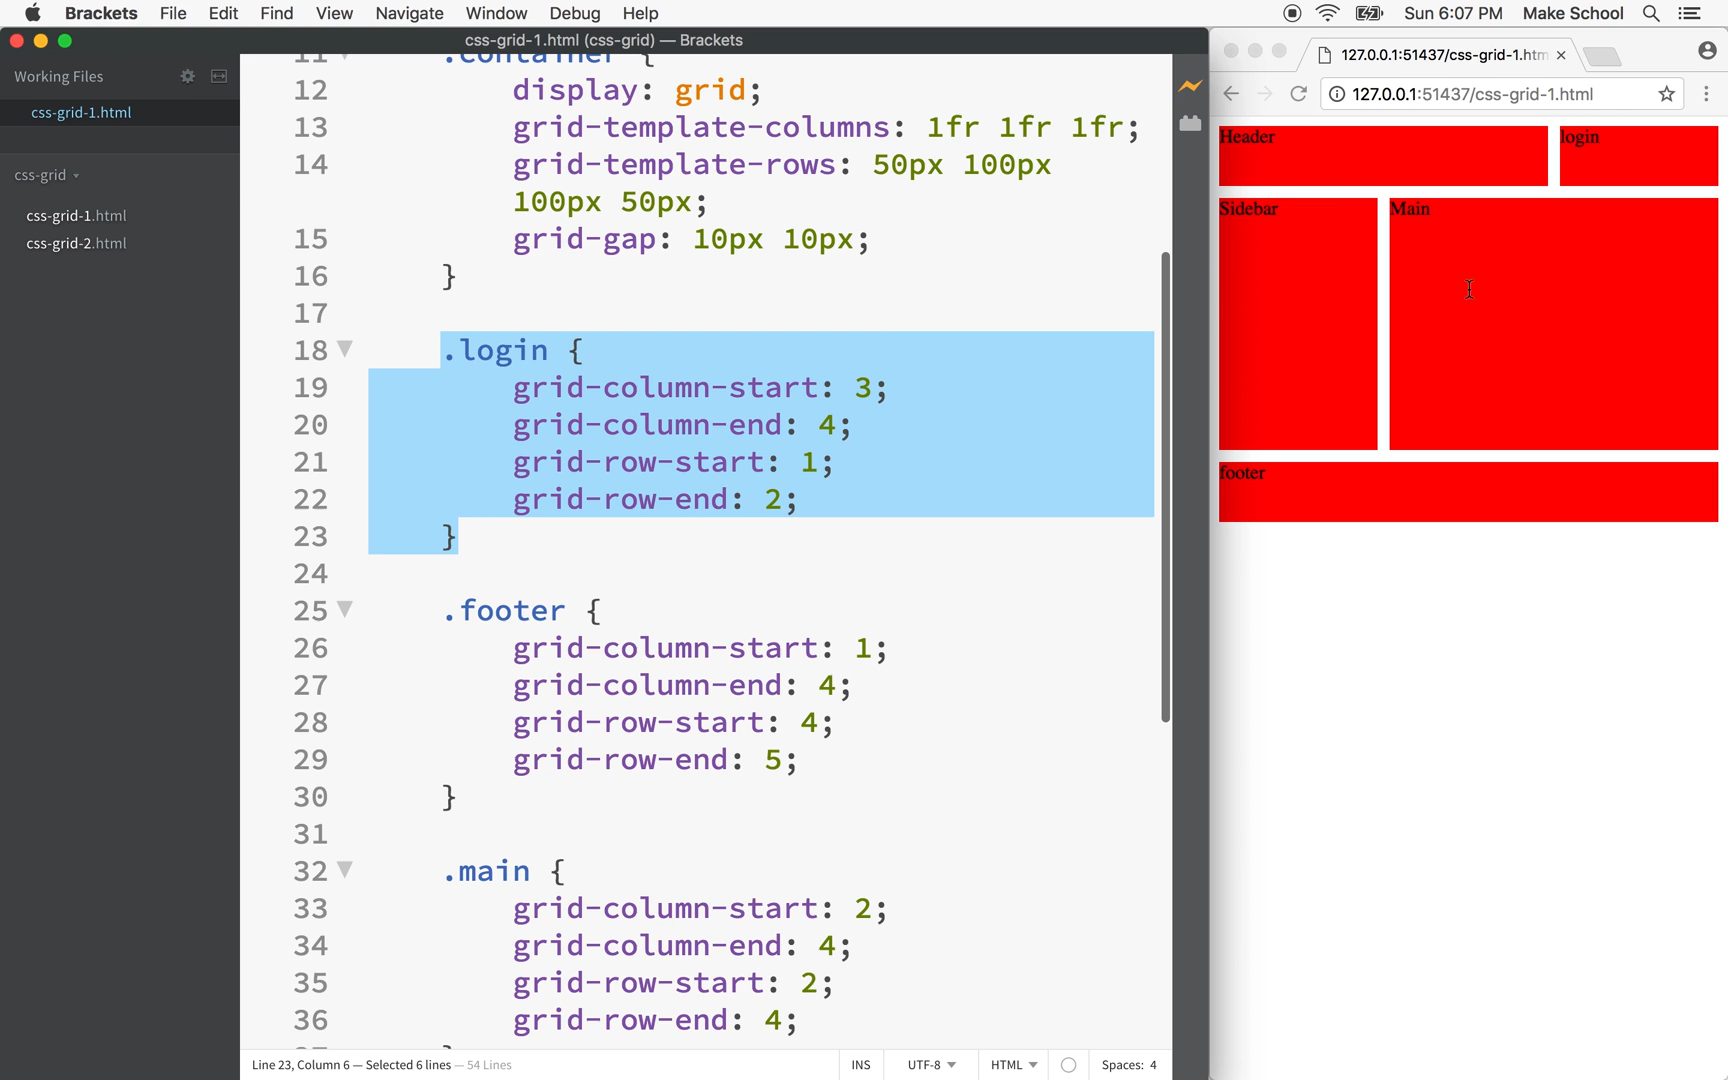 Brackets File Edit Find View Navigate Window Debug Help Sun 6:07 PM Make School
css-grid-1.html (css-grid) — Brackets
Working Files
css-grid-1.html
css-grid
css-grid-1.html
css-grid-2.html
11 .container {
12 display: grid;
13 grid-template-columns: 1fr 1fr 1fr;
14 grid-template-rows: 50px 100px
100px 50px;
15 grid-gap: 10px 10px;
16 }
17
18 .login {
19 grid-column-start: 3;
20 grid-column-end: 4;
21 grid-row-start: 1;
22 grid-row-end: 2;
23 }
24
25 .footer {
26 grid-column-start: 1;
27 grid-column-end: 4;
28 grid-row-start: 4;
29 grid-row-end: 5;
30 }
31
32 .main {
33 grid-column-start: 2;
34 grid-column-end: 4;
35 grid-row-start: 2;
36 grid-row-end: 4;
Line 23, Column 6 — Selected 6 lines — 54 Lines INS UTF-8 HTML Spaces: 4
127.0.0.1:51437/css-grid-1.htm
127.0.0.1:51437/css-grid-1.html
Header login
Sidebar Main
footer